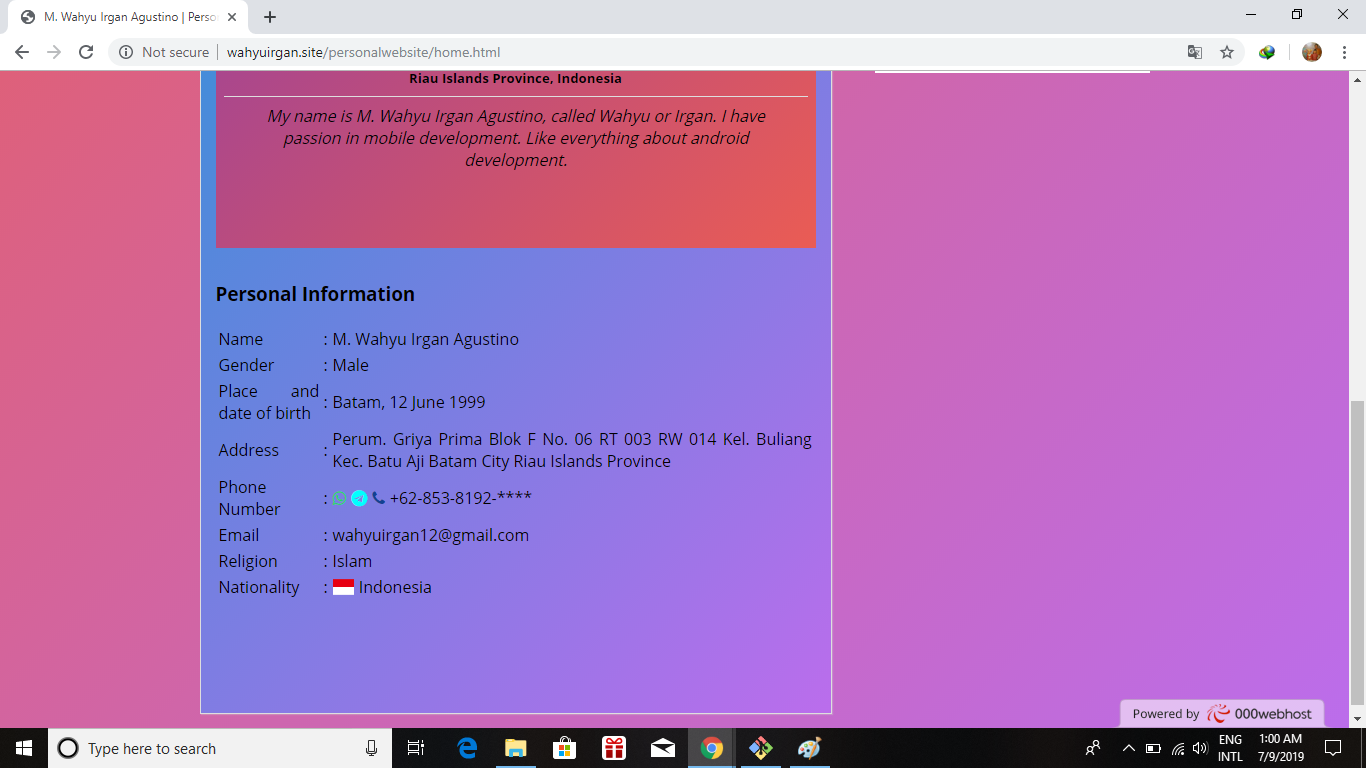 M. Wahyu Irgan Agustino | Perso
Not secure | wahyuirgan.site/personalwebsite/home.html
Riau Islands Province, Indonesia
My name is M. Wahyu Irgan Agustino, called Wahyu or Irgan. I have
passion in mobile development. Like everything about android
development.
Personal Information
Name : M. Wahyu Irgan Agustino
Gender : Male
Place and
date of birth : Batam, 12 June 1999
Address : Perum. Griya Prima Blok F No. 06 RT 003 RW 014 Kel. Buliang
Kec. Batu Aji Batam City Riau Islands Province
Phone
Number : +62-853-8192-****
Email : wahyuirgan12@gmail.com
Religion : Islam
Nationality : Indonesia
Powered by 000webhost
Type here to search
ENG
INTL
1:00 AM
7/9/2019